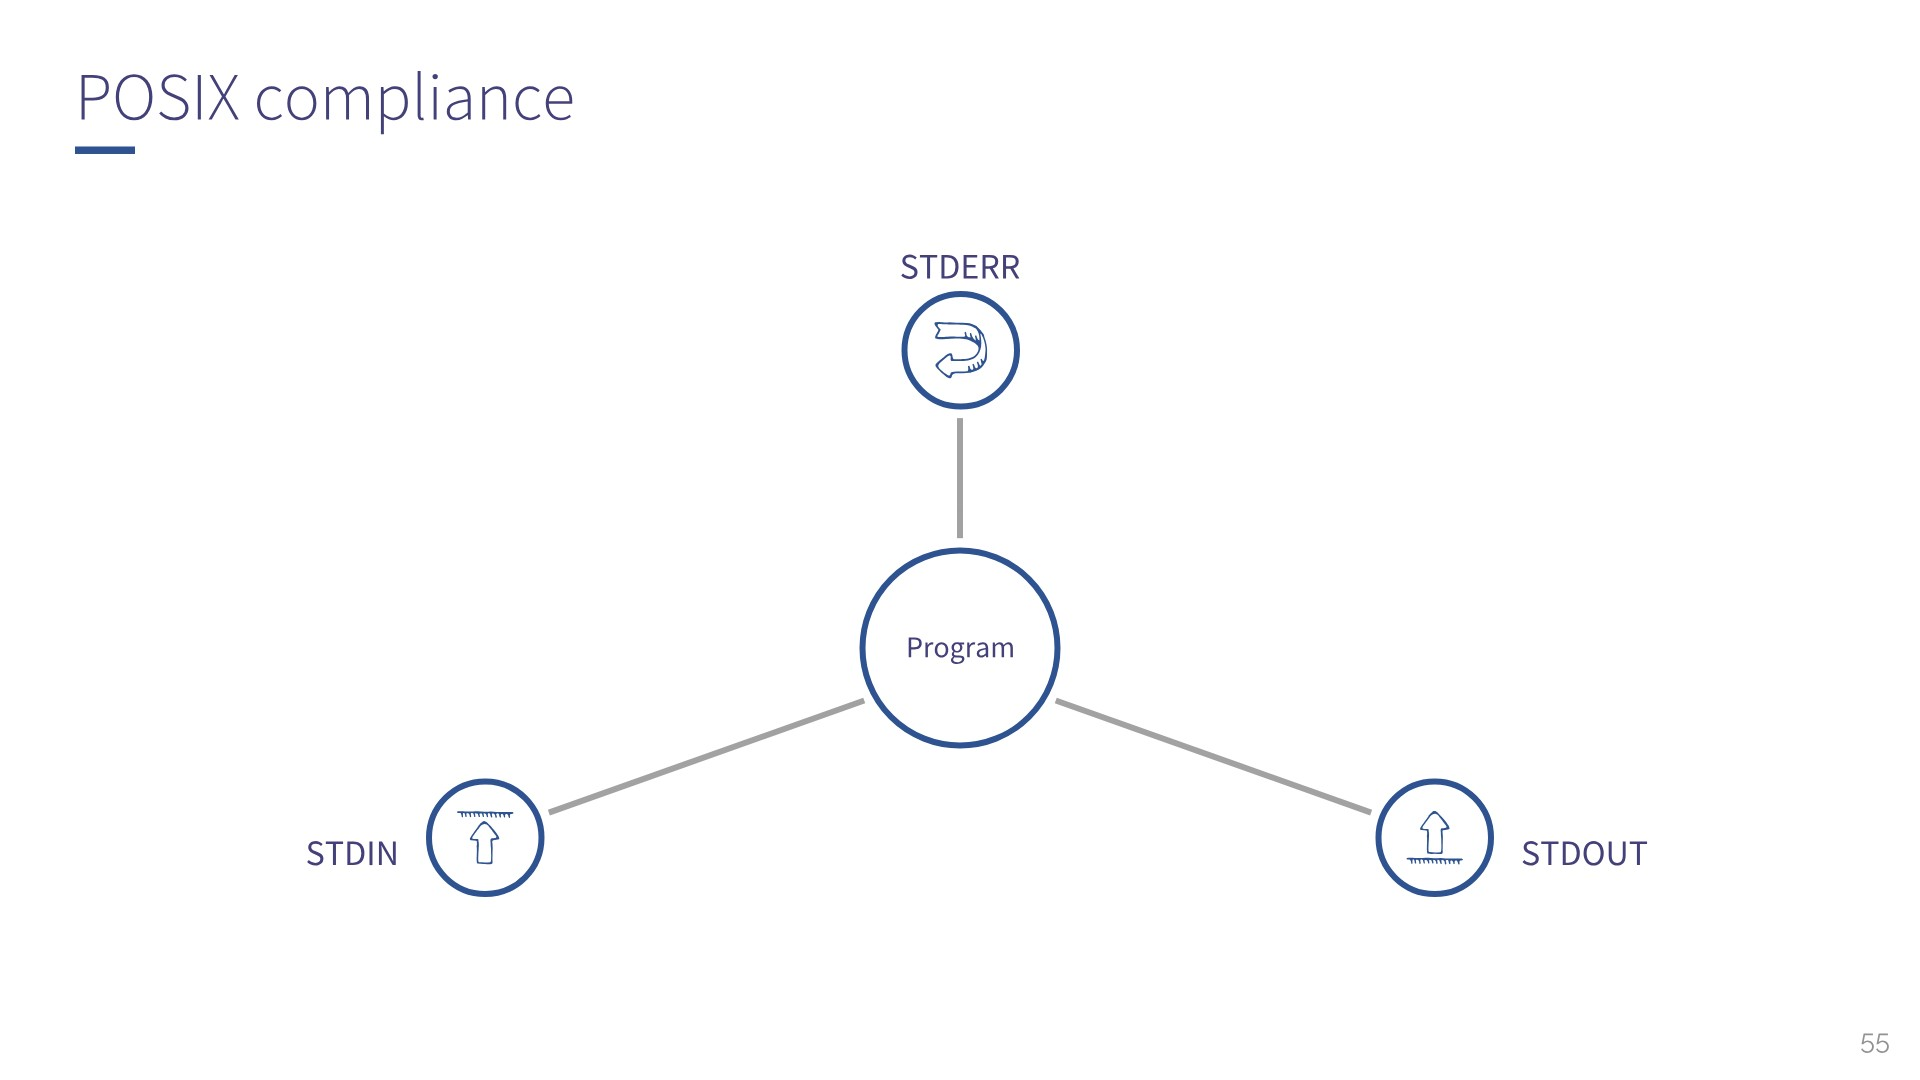 POSIX compliance
STDERR
Program
STDIN
STDOUT
55